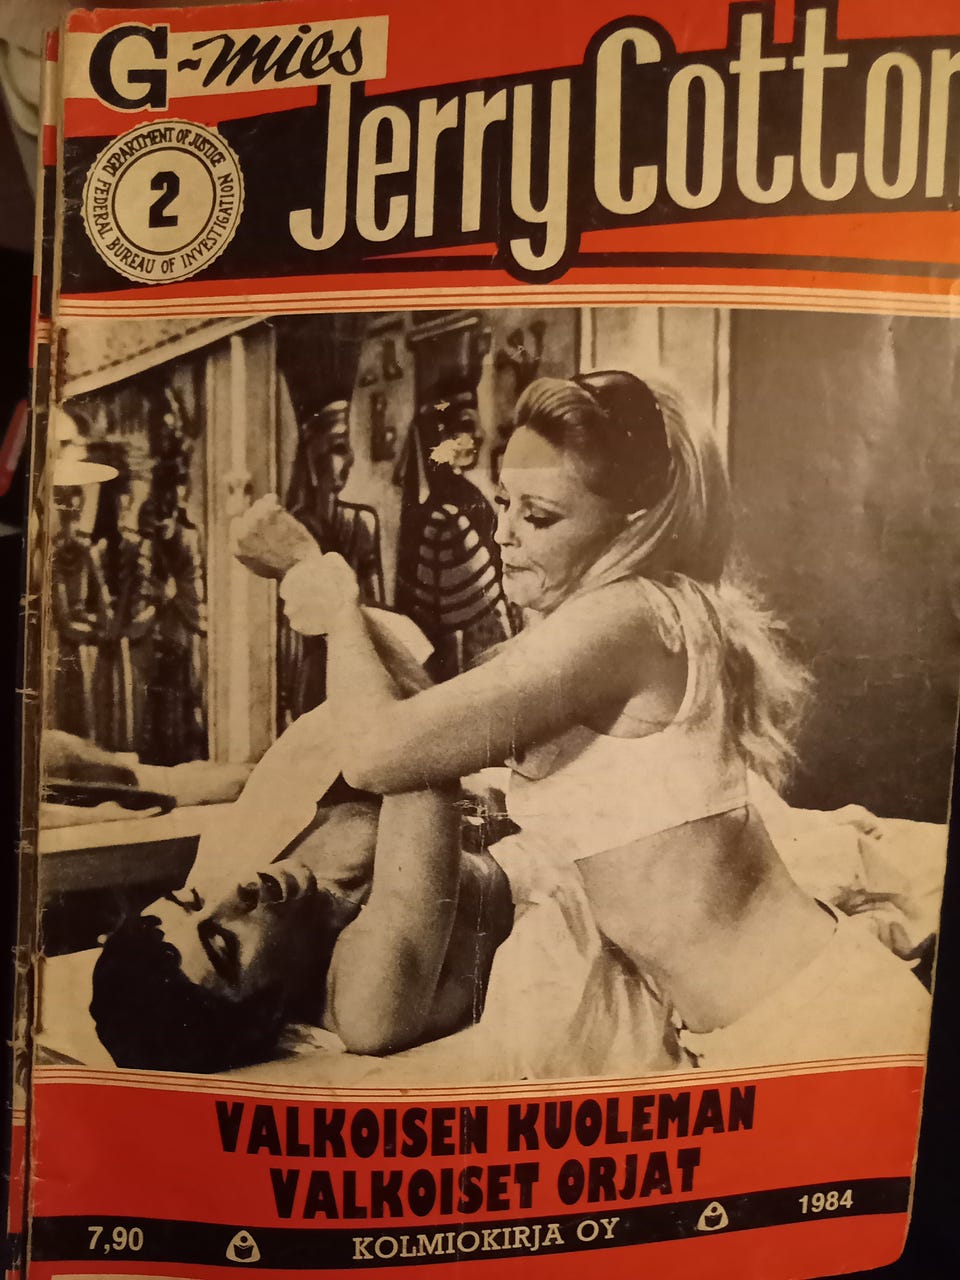 G-mies
Jerry Cotton
DEPARTMENT OF JUSTICE
FEDERAL BUREAU OF INVESTIGATION
2
VALKOISEN KUOLEMAN
VALKOISET ORJAT
7,90
KOLMIOKIRJA OY
1984